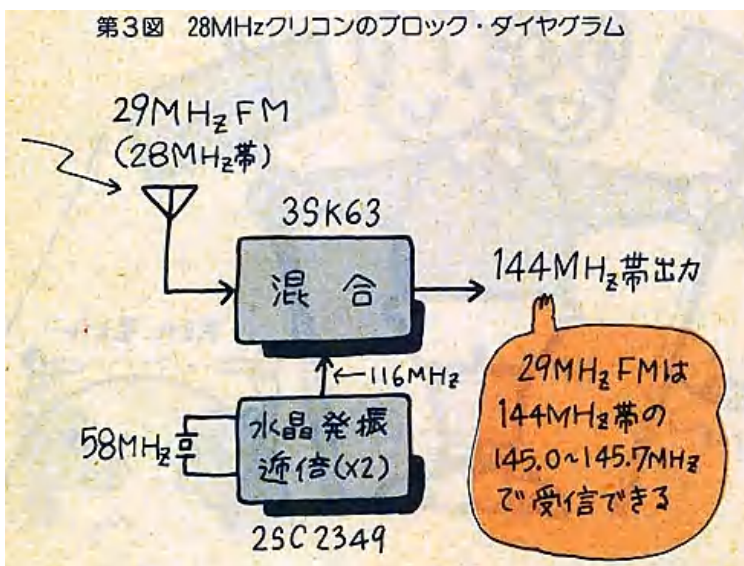 第3図 28MHzクリコンのブロック・ダイヤグラム
29MHz FM
(28MHz帯)
3SK63
混合
144MHz帯出力
←116MHz
58MHz
水晶発振
逓倍(×2)
2SC2349
29MHz FMは
144MHz帯の
145.0~145.7MHz
で受信できる